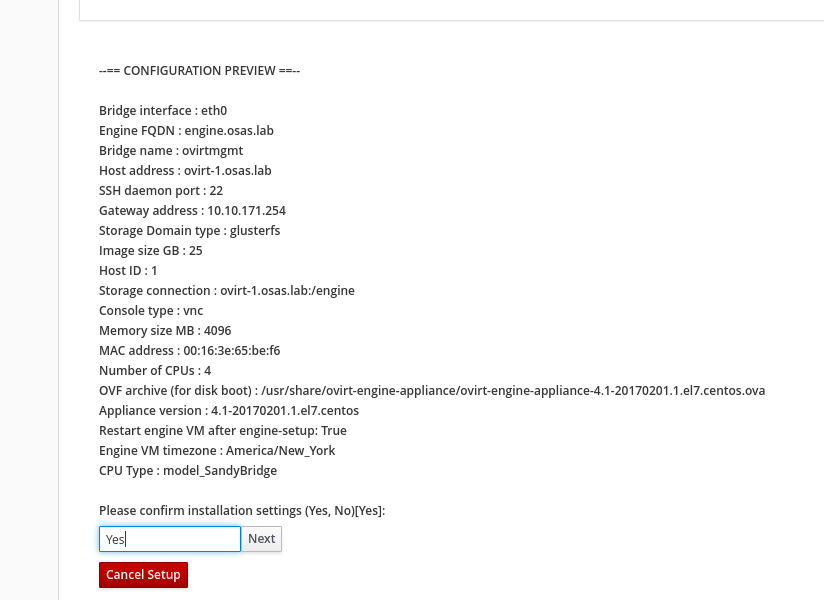 --== CONFIGURATION PREVIEW ==--
Bridge interface : eth0
Engine FQDN : engine.osas.lab
Bridge name : ovirtmgmt
Host address : ovirt-1.osas.lab
SSH daemon port : 22
Gateway address : 10.10.171.254
Storage Domain type : glusterfs
Image size GB : 25
Host ID : 1
Storage connection : ovirt-1.osas.lab:/engine
Console type : vnc
Memory size MB : 4096
MAC address : 00:16:3e:65:be:f6
Number of CPUs : 4
OVF archive (for disk boot) : /usr/share/ovirt-engine-appliance/ovirt-engine-appliance-4.1-20170201.1.el7.centos.ova
Appliance version : 4.1-20170201.1.el7.centos
Restart engine VM after engine-setup: True
Engine VM timezone : America/New_York
CPU Type : model_SandyBridge
Please confirm installation settings (Yes, No)[Yes]:
Yes Next
Cancel Setup